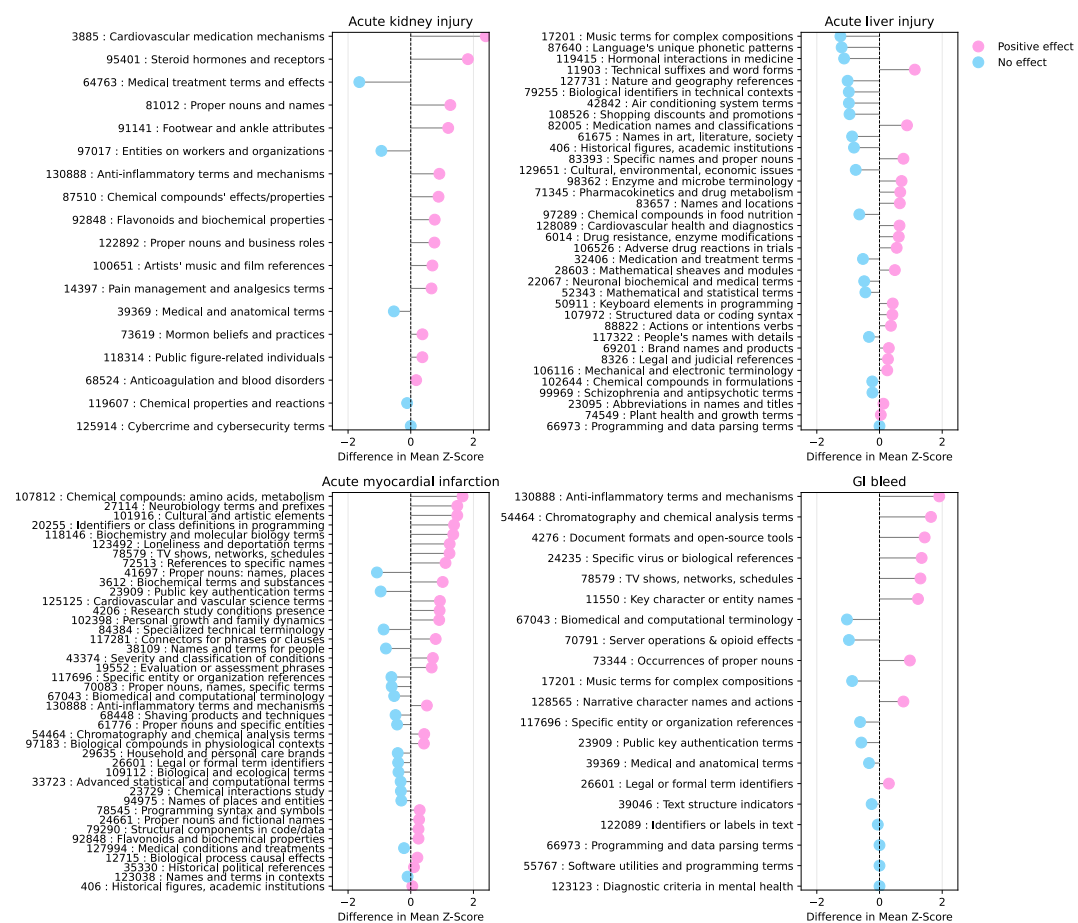 Acute kidney injury
3885 : Cardiovascular medication mechanisms
95401 : Steroid hormones and receptors
64763 : Medical treatment terms and effects
81012 : Proper nouns and names
91141 : Footwear and ankle attributes
97017 : Entities on workers and organizations
130888 : Anti-inflammatory terms and mechanisms
87510 : Chemical compounds' effects/properties
92848 : Flavonoids and biochemical properties
122892 : Proper nouns and business roles
100651 : Artists' music and film references
14397 : Pain management and analgesics terms
39369 : Medical and anatomical terms
73619 : Mormon beliefs and practices
118314 : Public figure-related individuals
68524 : Anticoagulation and blood disorders
119607 : Chemical properties and reactions
125914 : Cybercrime and cybersecurity terms
−2 0 2
Difference in Mean Z-Score
Acute liver injury
17201 : Music terms for complex compositions
87640 : Language's unique phonetic patterns
119415 : Hormonal interactions in medicine
11903 : Technical suffixes and word forms
127731 : Nature and geography references
79255 : Biological identifiers in technical contexts
42842 : Air conditioning system terms
108526 : Shopping discounts and promotions
82005 : Medication names and classifications
61675 : Names in art, literature, society
406 : Historical figures, academic institutions
83393 : Specific names and proper nouns
129651 : Cultural, environmental, economic issues
98362 : Enzyme and microbe terminology
71345 : Pharmacokinetics and drug metabolism
83657 : Names and locations
97289 : Chemical compounds in food nutrition
128089 : Cardiovascular health and diagnostics
6014 : Drug resistance, enzyme modifications
106526 : Adverse drug reactions in trials
32406 : Medication and treatment terms
28603 : Mathematical sheaves and modules
22067 : Neuronal biochemical and medical terms
52343 : Mathematical and statistical terms
50911 : Keyboard elements in programming
107972 : Structured data or coding syntax
88822 : Actions or intentions verbs
117322 : People's names with details
69201 : Brand names and products
8326 : Legal and judicial references
106116 : Mechanical and electronic terminology
102644 : Chemical compounds in formulations
99969 : Schizophrenia and antipsychotic terms
23095 : Abbreviations in names and titles
74549 : Plant health and growth terms
66973 : Programming and data parsing terms
−2 0 2
Difference in Mean Z-Score
Positive effect
No effect
Acute myocardial infarction
107812 : Chemical compounds: amino acids, metabolism
27114 : Neurobiology terms and prefixes
101916 : Cultural and artistic elements
20255 : Identifiers or class definitions in programming
118146 : Biochemistry and molecular biology terms
123492 : Loneliness and deportation terms
78579 : TV shows, networks, schedules
72513 : References to specific names
41697 : Proper nouns: names, places
3612 : Biochemical terms and substances
23909 : Public key authentication terms
125125 : Cardiovascular and vascular science terms
4206 : Research study conditions presence
102398 : Personal growth and family dynamics
84384 : Specialized technical terminology
117281 : Connectors for phrases or clauses
38109 : Names and terms for people
43374 : Severity and classification of conditions
19552 : Evaluation or assessment phrases
117696 : Specific entity or organization references
70083 : Proper nouns, names, specific terms
67043 : Biomedical and computational terminology
130888 : Anti-inflammatory terms and mechanisms
68448 : Shaving products and techniques
61776 : Proper nouns and specific entities
54464 : Chromatography and chemical analysis terms
97183 : Biological compounds in physiological contexts
29635 : Household and personal care brands
26601 : Legal or formal term identifiers
109112 : Biological and ecological terms
33723 : Advanced statistical and computational terms
23729 : Chemical interactions study
94975 : Names of places and entities
78545 : Programming syntax and symbols
24661 : Proper nouns and fictional names
79290 : Structural components in code/data
92848 : Flavonoids and biochemical properties
127994 : Medical conditions and treatments
12715 : Biological process causal effects
35330 : Historical political references
123038 : Names and terms in contexts
406 : Historical figures, academic institutions
−2 0 2
Difference in Mean Z-Score
GI bleed
130888 : Anti-inflammatory terms and mechanisms
54464 : Chromatography and chemical analysis terms
4276 : Document formats and open-source tools
24235 : Specific virus or biological references
78579 : TV shows, networks, schedules
11550 : Key character or entity names
67043 : Biomedical and computational terminology
70791 : Server operations & opioid effects
73344 : Occurrences of proper nouns
17201 : Music terms for complex compositions
128565 : Narrative character names and actions
117696 : Specific entity or organization references
23909 : Public key authentication terms
39369 : Medical and anatomical terms
26601 : Legal or formal term identifiers
39046 : Text structure indicators
122089 : Identifiers or labels in text
66973 : Programming and data parsing terms
55767 : Software utilities and programming terms
123123 : Diagnostic criteria in mental health
−2 0 2
Difference in Mean Z-Score